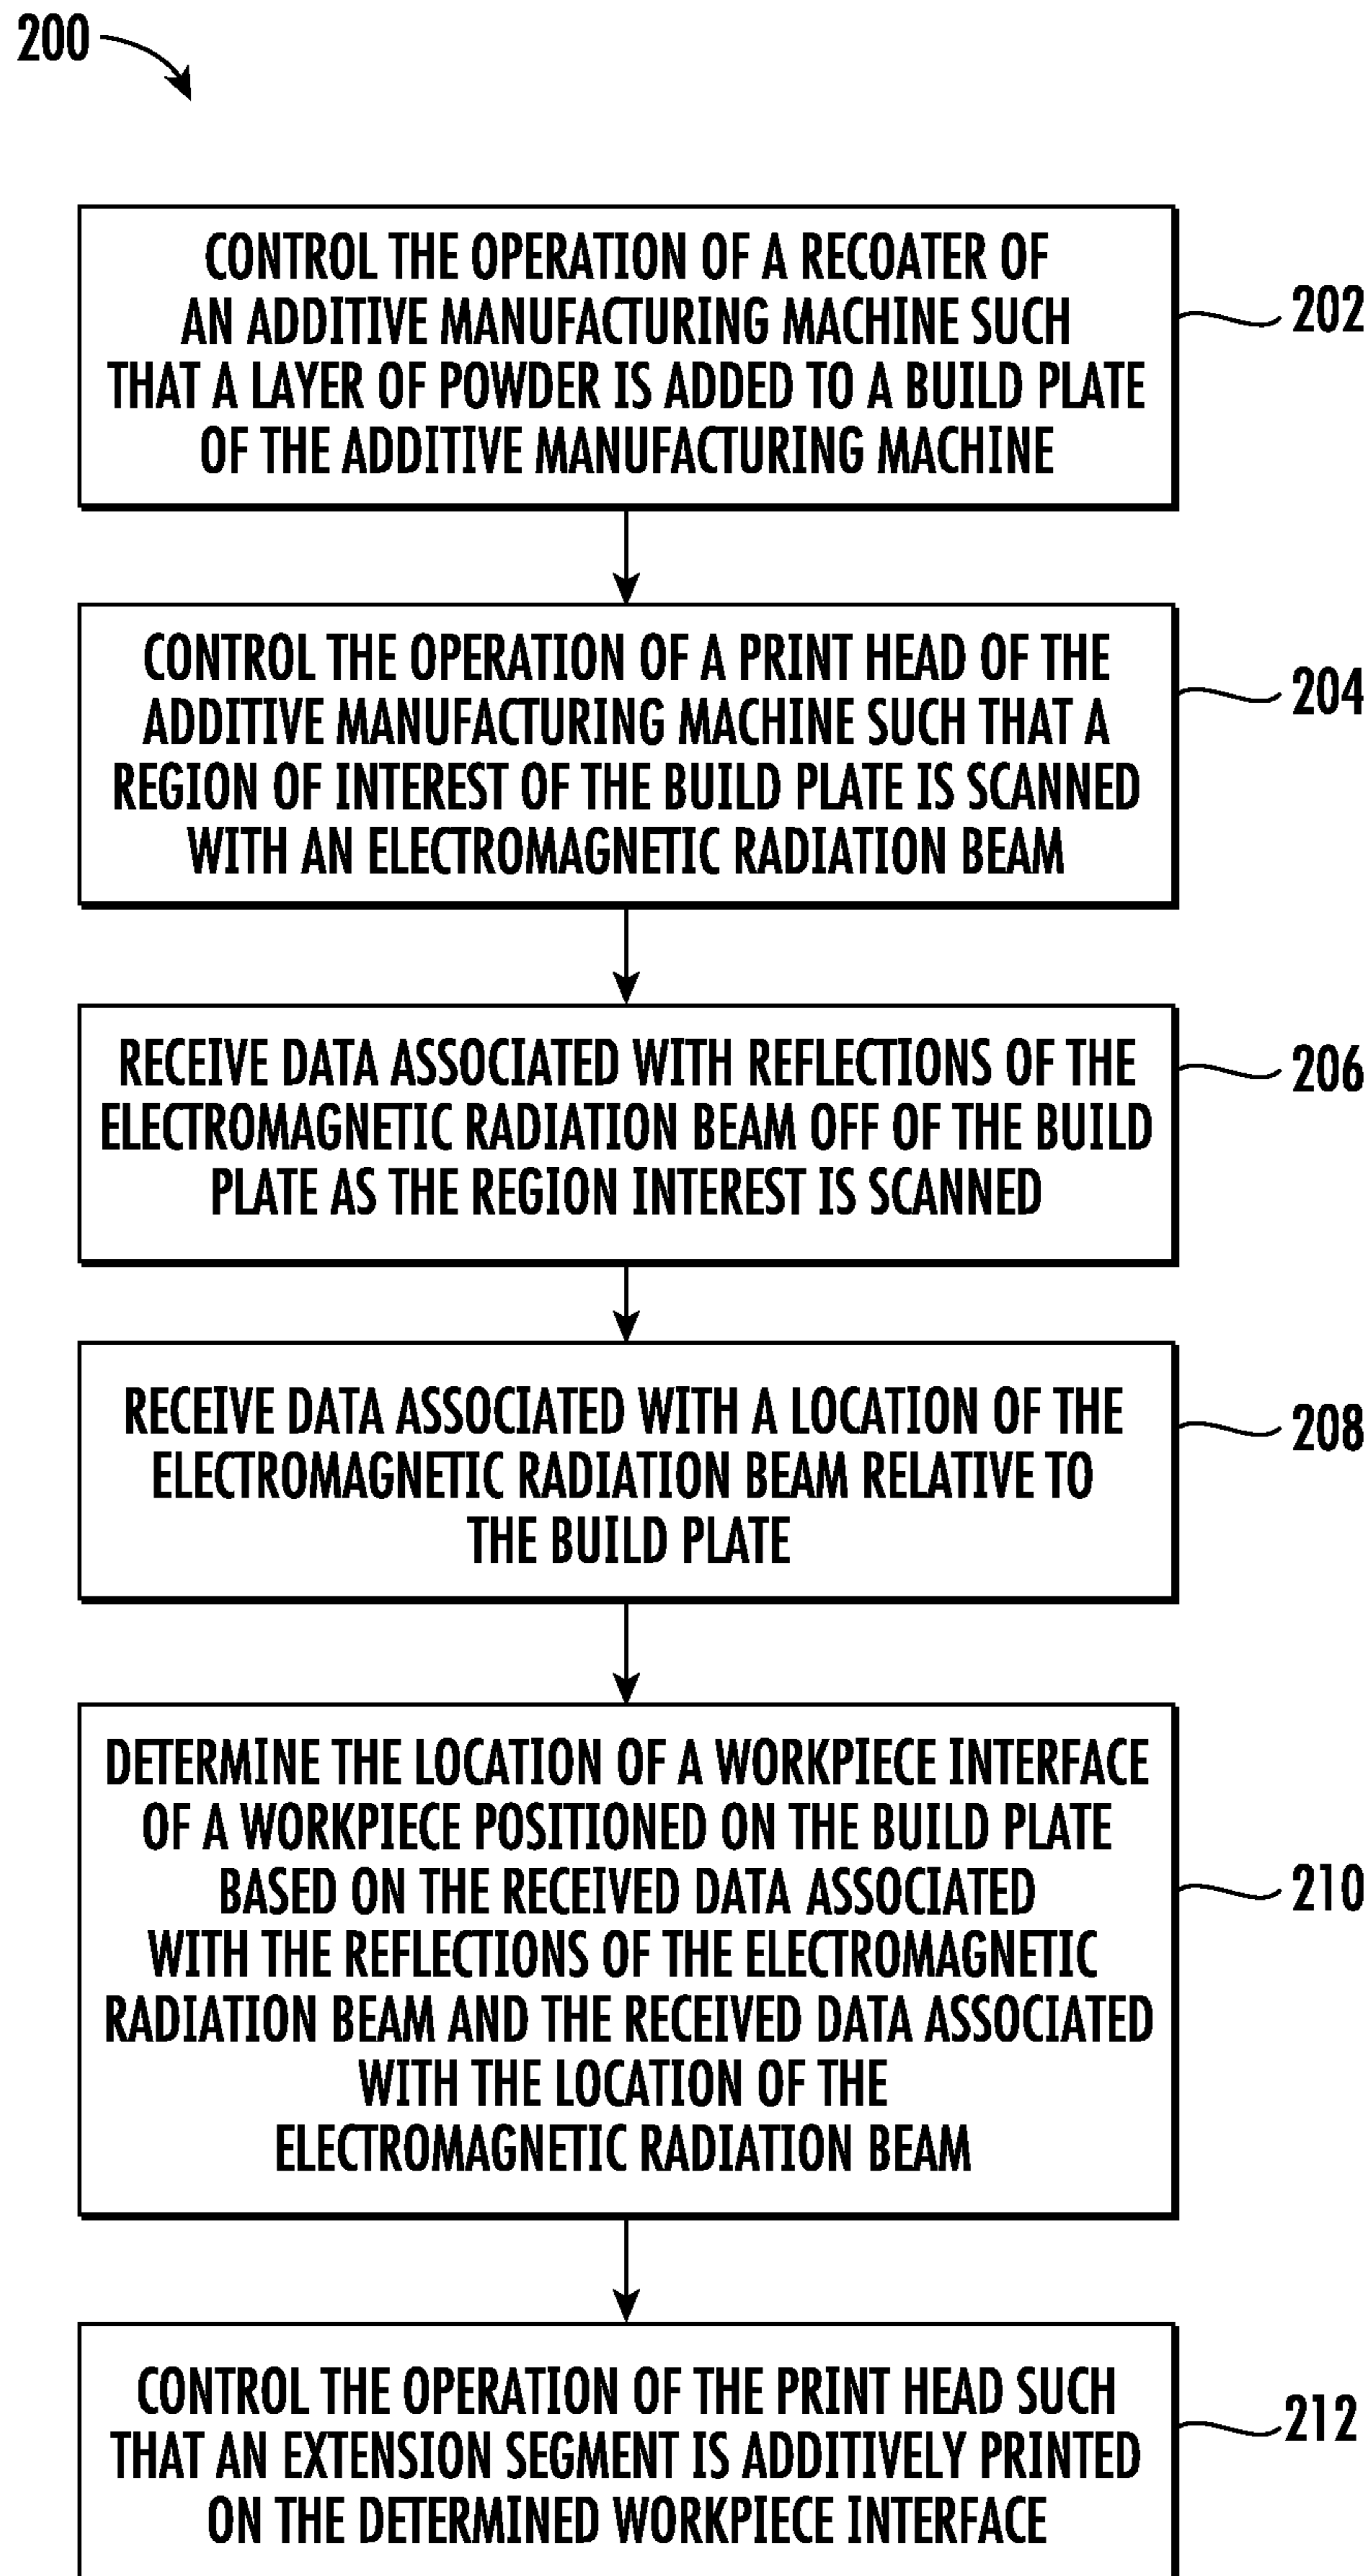 200
CONTROL THE OPERATION OF A RECOATER OF
AN ADDITIVE MANUFACTURING MACHINE SUCH
THAT A LAYER OF POWDER IS ADDED TO A BUILD PLATE
OF THE ADDITIVE MANUFACTURING MACHINE
202
CONTROL THE OPERATION OF A PRINT HEAD OF THE
ADDITIVE MANUFACTURING MACHINE SUCH THAT A
REGION OF INTEREST OF THE BUILD PLATE IS SCANNED
WITH AN ELECTROMAGNETIC RADIATION BEAM
204
RECEIVE DATA ASSOCIATED WITH REFLECTIONS OF THE
ELECTROMAGNETIC RADIATION BEAM OFF OF THE BUILD
PLATE AS THE REGION INTEREST IS SCANNED
206
RECEIVE DATA ASSOCIATED WITH A LOCATION OF THE
ELECTROMAGNETIC RADIATION BEAM RELATIVE TO
THE BUILD PLATE
208
DETERMINE THE LOCATION OF A WORKPIECE INTERFACE
OF A WORKPIECE POSITIONED ON THE BUILD PLATE
BASED ON THE RECEIVED DATA ASSOCIATED
WITH THE REFLECTIONS OF THE ELECTROMAGNETIC
RADIATION BEAM AND THE RECEIVED DATA ASSOCIATED
WITH THE LOCATION OF THE
ELECTROMAGNETIC RADIATION BEAM
210
CONTROL THE OPERATION OF THE PRINT HEAD SUCH
THAT AN EXTENSION SEGMENT IS ADDITIVELY PRINTED
ON THE DETERMINED WORKPIECE INTERFACE
212